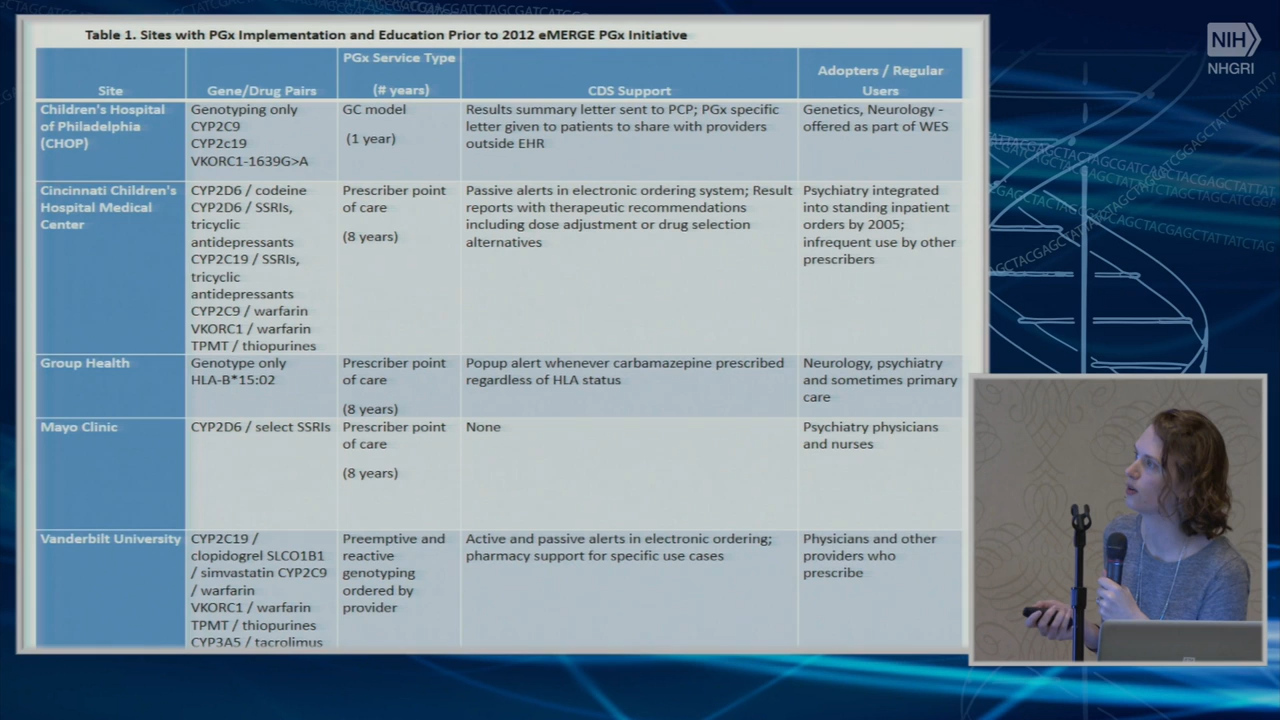 Table 1. Sites with PGx Implementation and Education Prior to 2012 eMERGE PGx Initiative
NIH
NHGRI
Site
Gene/Drug Pairs
PGx Service Type
(# years)
CDS Support
Adopters / Regular
Users
Children's Hospital
of Philadelphia
(CHOP)
Genotyping only
CYP2C9
CYP2c19
VKORC1-1639G>A
GC model
(1 year)
Results summary letter sent to PCP; PGx specific
letter given to patients to share with providers
outside EHR
Genetics, Neurology -
offered as part of WES
Cincinnati Children's
Hospital Medical
Center
CYP2D6 / codeine
CYP2D6 / SSRIs,
tricyclic
antidepressants
CYP2C19 / SSRIs,
tricyclic
antidepressants
CYP2C9 / warfarin
VKORC1 / warfarin
TPMT / thiopurines
Prescriber point
of care
(8 years)
Passive alerts in electronic ordering system; Result
reports with therapeutic recommendations
including dose adjustment or drug selection
alternatives
Psychiatry integrated
into standing inpatient
orders by 2005;
infrequent use by other
prescribers
Group Health
Genotype only
HLA-B*15:02
Prescriber point
of care
(8 years)
Popup alert whenever carbamazepine prescribed
regardless of HLA status
Neurology, psychiatry
and sometimes primary
care
Mayo Clinic
CYP2D6 / select SSRIs
Prescriber point
of care
(8 years)
None
Psychiatry physicians
and nurses
Vanderbilt University
CYP2C19 /
clopidogrel SLCO1B1
/ simvastatin CYP2C9
/ warfarin
VKORC1 / warfarin
TPMT / thiopurines
CYP3A5 / tacrolimus
Preemptive and
reactive
genotyping
ordered by
provider
Active and passive alerts in electronic ordering;
pharmacy support for specific use cases
Physicians and other
providers who
prescribe